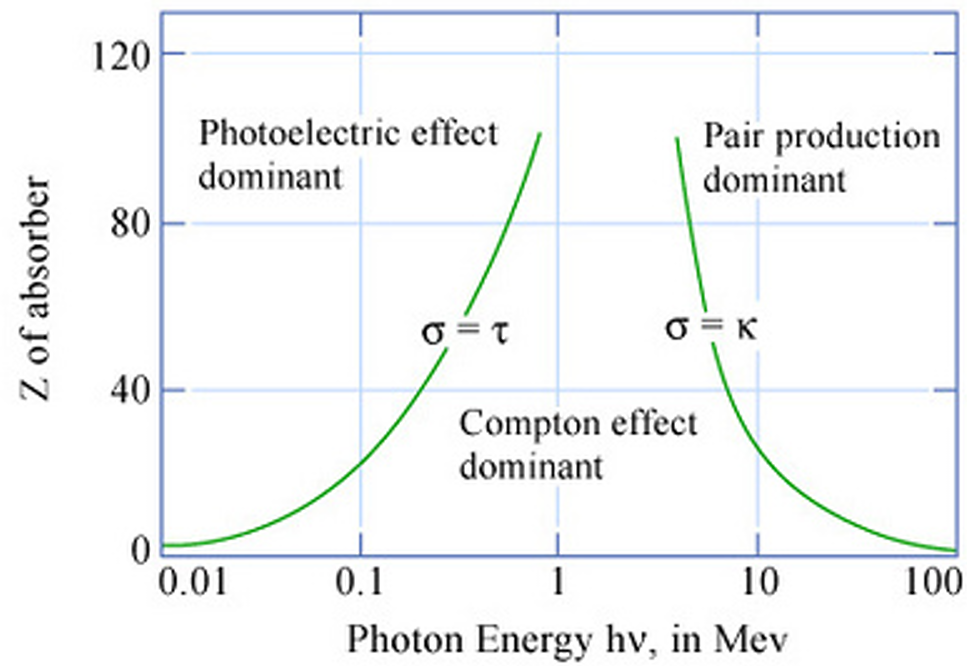 120
Photoelectric effect
dominant
Pair production
dominant
80
Z of absorber
σ = τ
σ = κ
40
Compton effect
dominant
0
0.01
0.1
1
10
100
Photon Energy hν, in Mev